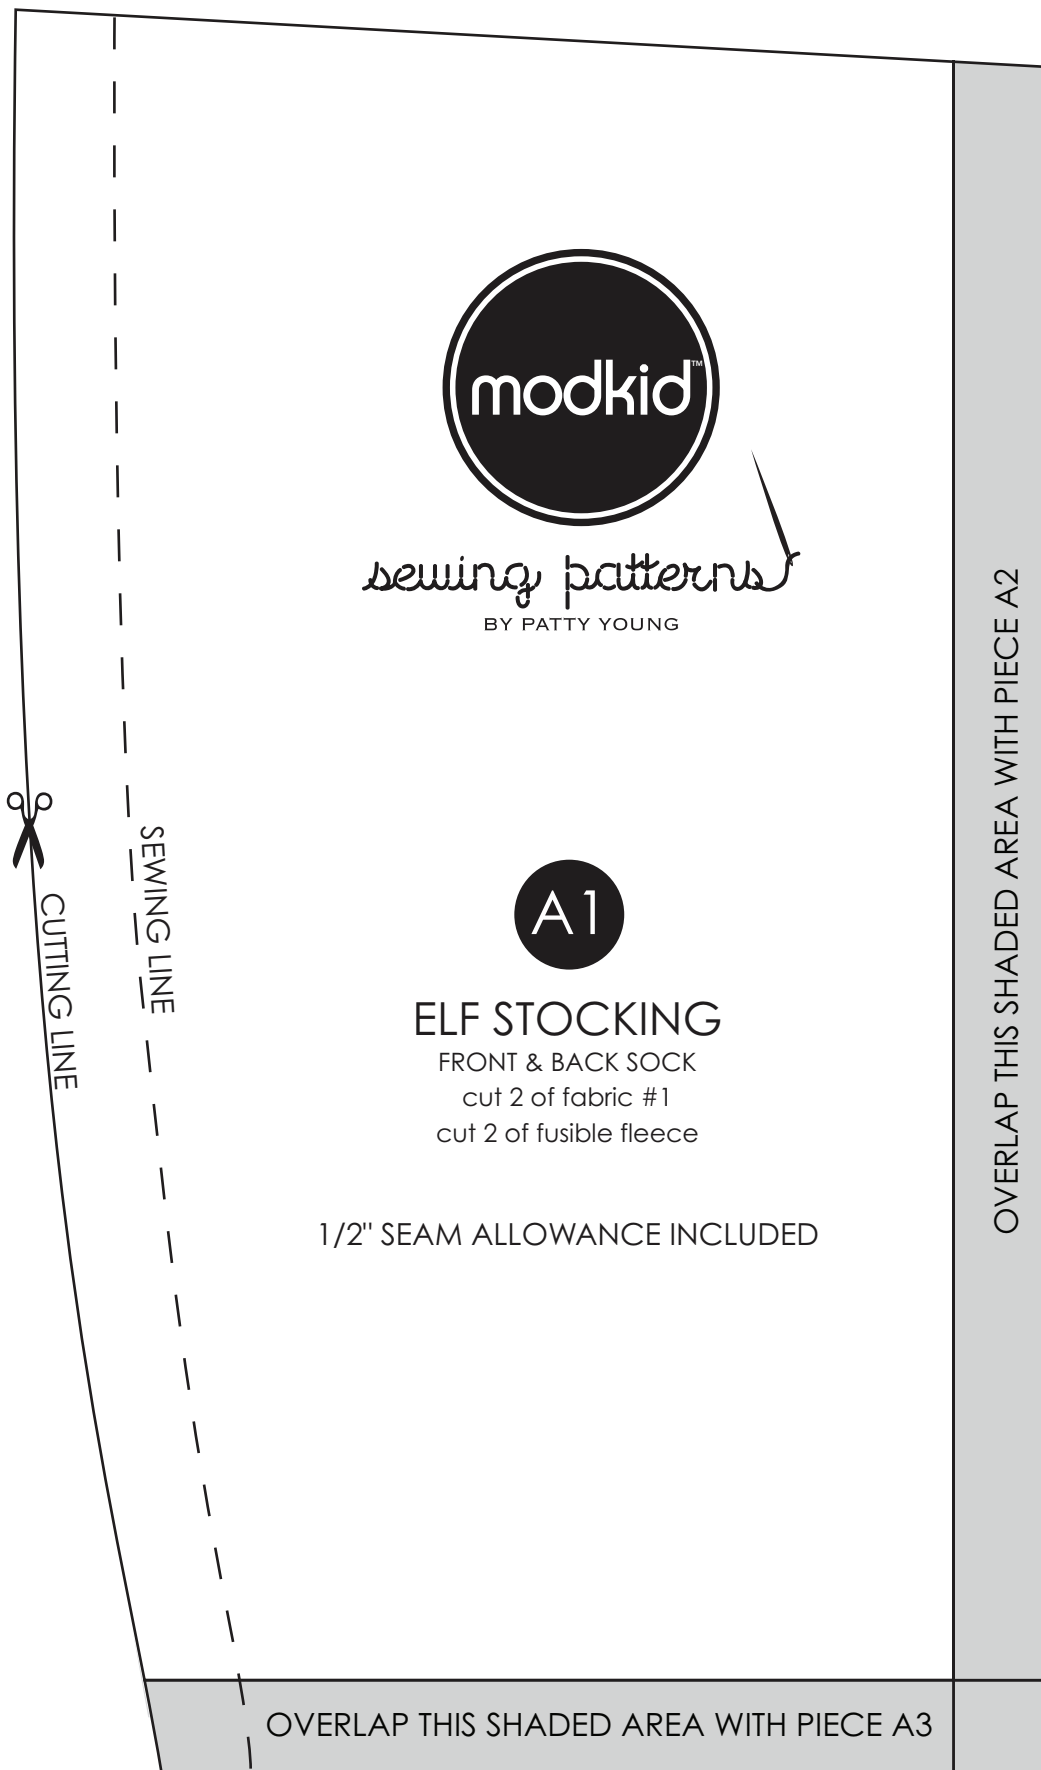 modkid™
sewing patterns
BY PATTY YOUNG
OVERLAP THIS SHADED AREA WITH PIECE A2
SEWING LINE
CUTTING LINE
A1
ELF STOCKING
FRONT & BACK SOCK
cut 2 of fabric #1
cut 2 of fusible fleece
1/2" SEAM ALLOWANCE INCLUDED
OVERLAP THIS SHADED AREA WITH PIECE A3